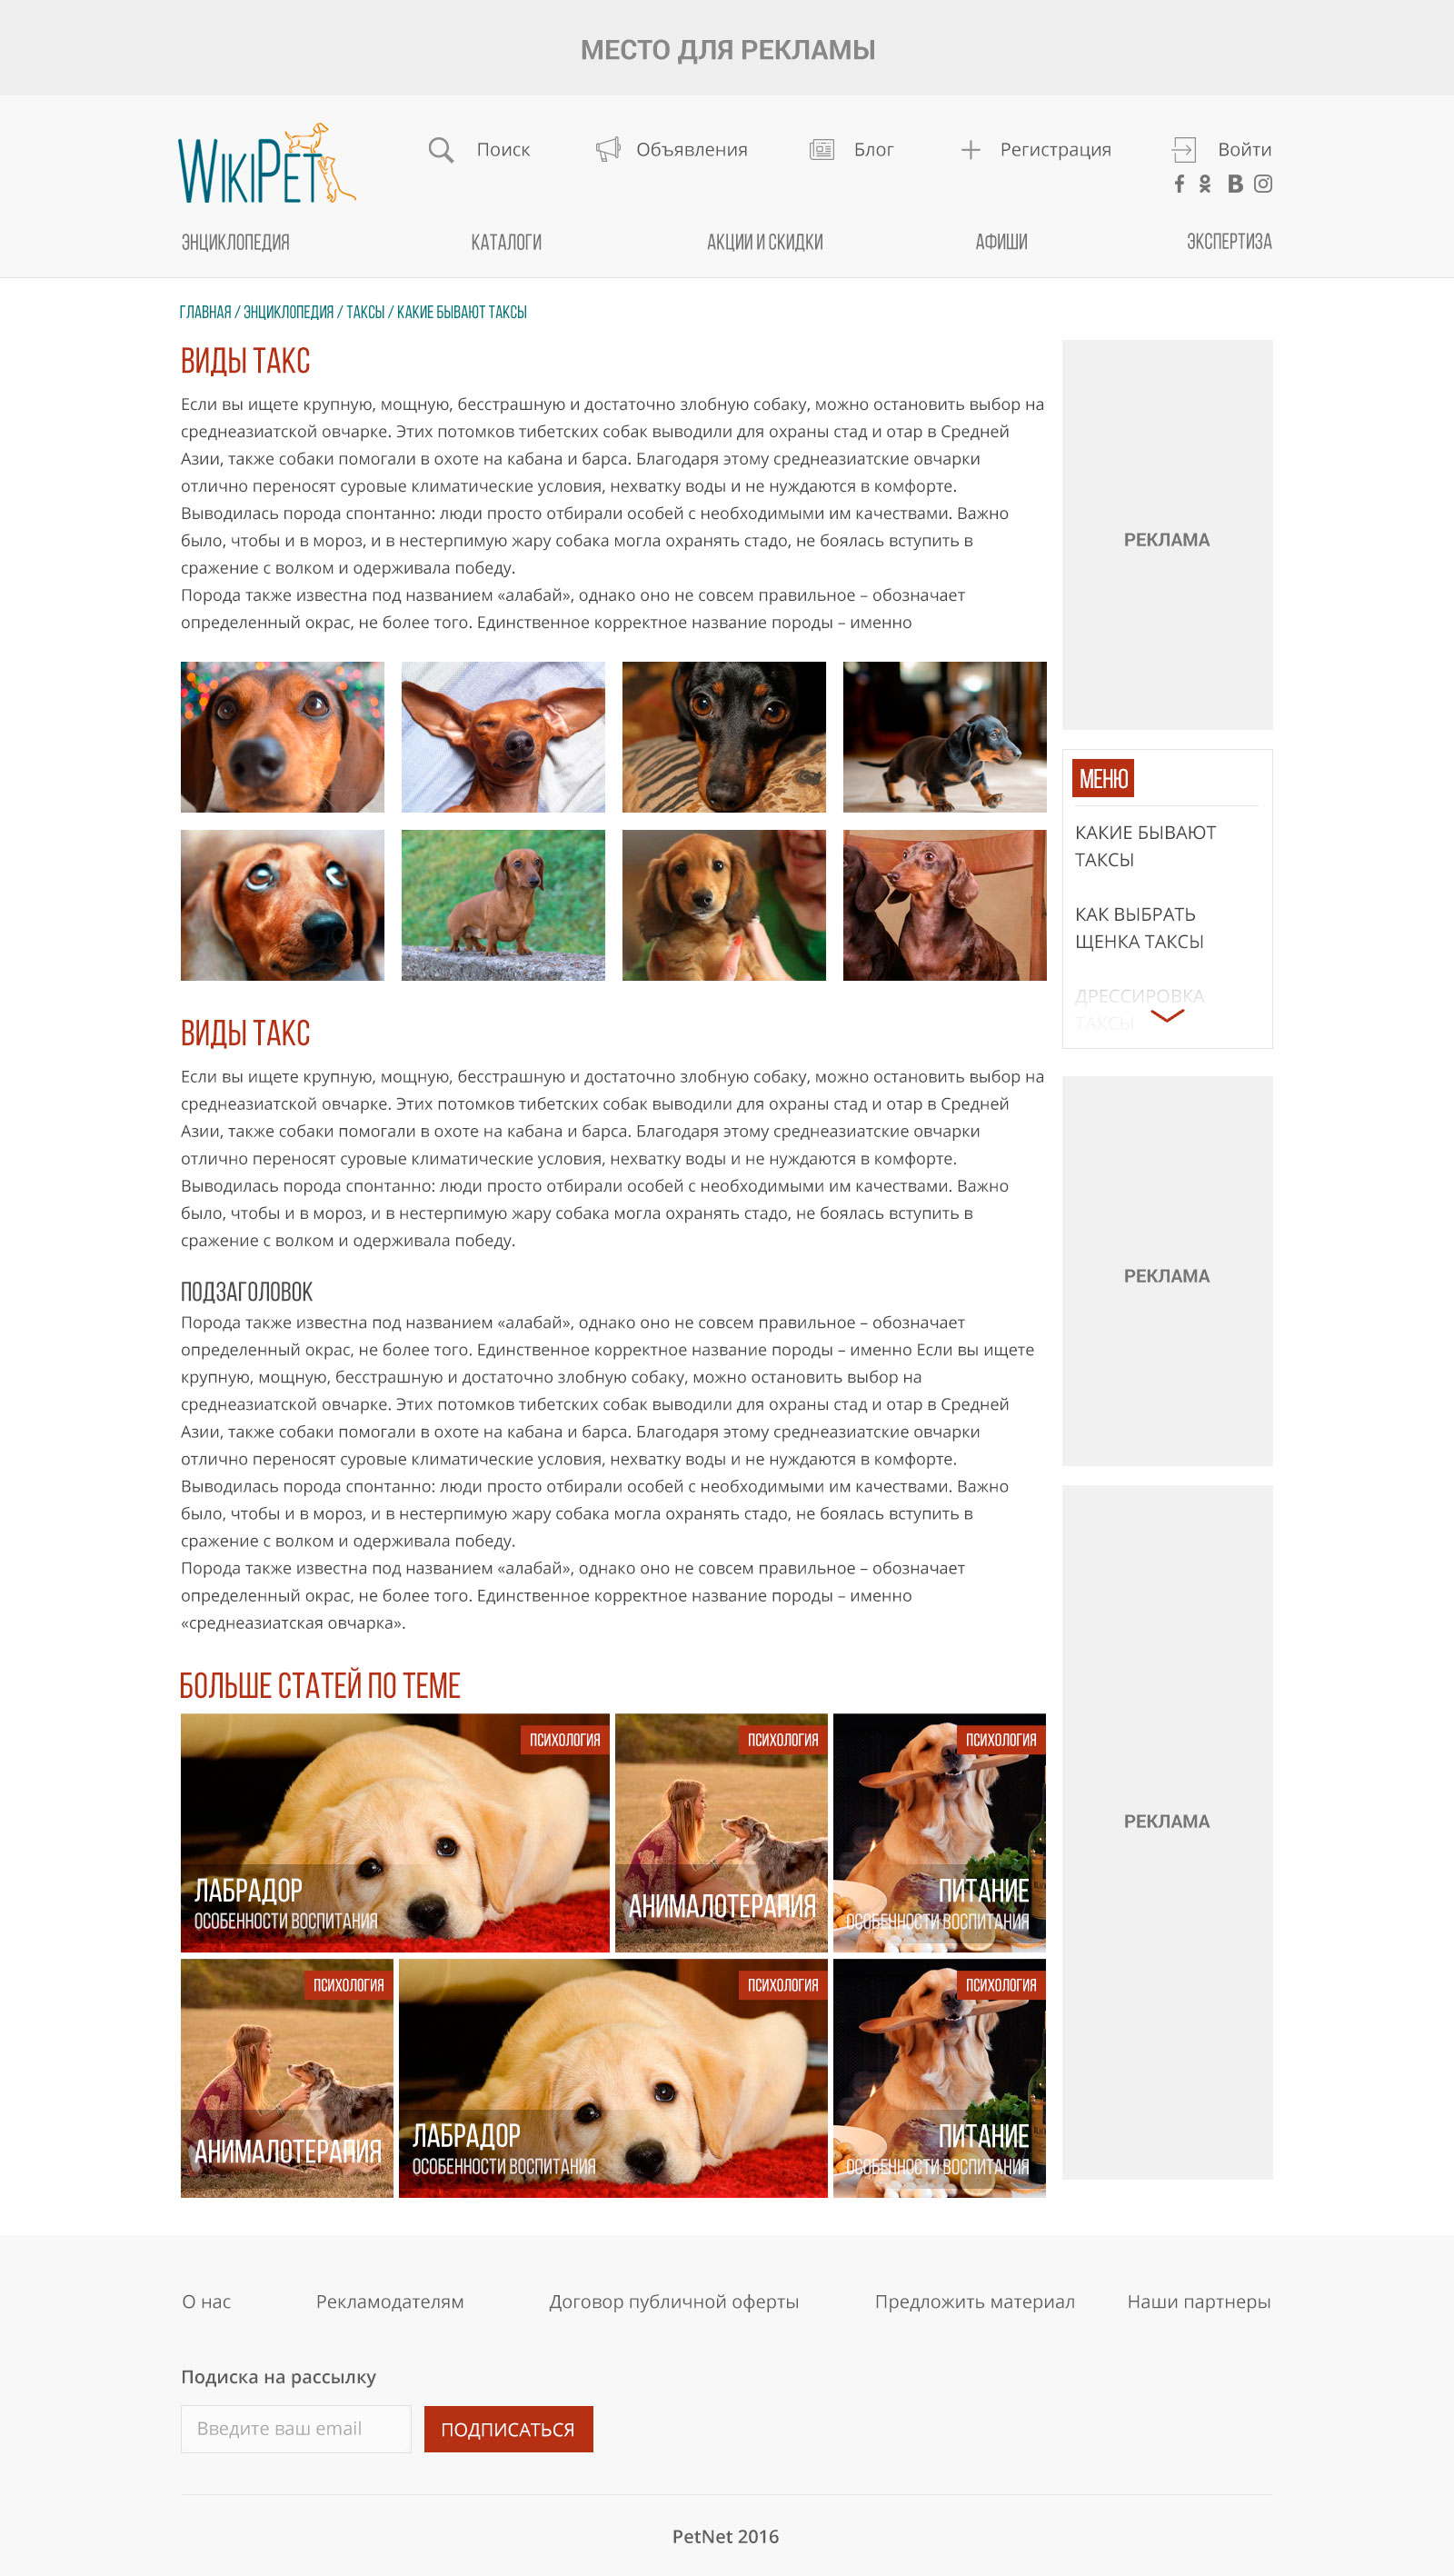 МЕСТО ДЛЯ РЕКЛАМЫ
WIKIPET
Поиск
Объявления
Блог
Регистрация
Войти
ЭНЦИКЛОПЕДИЯ
КАТАЛОГИ
АКЦИИ И СКИДКИ
АФИШИ
ЭКСПЕРТИЗА
ГЛАВНАЯ / ЭНЦИКЛОПЕДИЯ / ТАКСЫ / КАКИЕ БЫВАЮТ ТАКСЫ
ВИДЫ ТАКС
Если вы ищете крупную, мощную, бесстрашную и достаточно злобную собаку, можно остановить выбор на
среднеазиатской овчарке. Этих потомков тибетских собак выводили для охраны стад и отар в Средней
Азии, также собаки помогали в охоте на кабана и барса. Благодаря этому среднеазиатские овчарки
отлично переносят суровые климатические условия, нехватку воды и не нуждаются в комфорте.
Выводилась порода спонтанно: люди просто отбирали особей с необходимыми им качествами. Важно
было, чтобы и в мороз, и в нестерпимую жару собака могла охранять стадо, не боялась вступить в
сражение с волком и одерживала победу.
Порода также известна под названием «алабай», однако оно не совсем правильное – обозначает
определенный окрас, не более того. Единственное корректное название породы – именно
РЕКЛАМА
МЕНЮ
КАКИЕ БЫВАЮТ
ТАКСЫ
КАК ВЫБРАТЬ
ЩЕНКА ТАКСЫ
ДРЕССИРОВКА
ТАКСЫ
ВИДЫ ТАКС
Если вы ищете крупную, мощную, бесстрашную и достаточно злобную собаку, можно остановить выбор на
среднеазиатской овчарке. Этих потомков тибетских собак выводили для охраны стад и отар в Средней
Азии, также собаки помогали в охоте на кабана и барса. Благодаря этому среднеазиатские овчарки
отлично переносят суровые климатические условия, нехватку воды и не нуждаются в комфорте.
Выводилась порода спонтанно: люди просто отбирали особей с необходимыми им качествами. Важно
было, чтобы и в мороз, и в нестерпимую жару собака могла охранять стадо, не боялась вступить в
сражение с волком и одерживала победу.
РЕКЛАМА
ПОДЗАГОЛОВОК
Порода также известна под названием «алабай», однако оно не совсем правильное – обозначает
определенный окрас, не более того. Единственное корректное название породы – именно Если вы ищете
крупную, мощную, бесстрашную и достаточно злобную собаку, можно остановить выбор на
среднеазиатской овчарке. Этих потомков тибетских собак выводили для охраны стад и отар в Средней
Азии, также собаки помогали в охоте на кабана и барса. Благодаря этому среднеазиатские овчарки
отлично переносят суровые климатические условия, нехватку воды и не нуждаются в комфорте.
Выводилась порода спонтанно: люди просто отбирали особей с необходимыми им качествами. Важно
было, чтобы и в мороз, и в нестерпимую жару собака могла охранять стадо, не боялась вступить в
сражение с волком и одерживала победу.
Порода также известна под названием «алабай», однако оно не совсем правильное – обозначает
определенный окрас, не более того. Единственное корректное название породы – именно
«среднеазиатская овчарка».
БОЛЬШЕ СТАТЕЙ ПО ТЕМЕ
ПСИХОЛОГИЯ
ЛАБРАДОР
ОСОБЕННОСТИ ВОСПИТАНИЯ
ПСИХОЛОГИЯ
АНИМАЛОТЕРАПИЯ
ПСИХОЛОГИЯ
ПИТАНИЕ
ОСОБЕННОСТИ ВОСПИТАНИЯ
РЕКЛАМА
ПСИХОЛОГИЯ
АНИМАЛОТЕРАПИЯ
ПСИХОЛОГИЯ
ЛАБРАДОР
ОСОБЕННОСТИ ВОСПИТАНИЯ
ПСИХОЛОГИЯ
ПИТАНИЕ
ОСОБЕННОСТИ ВОСПИТАНИЯ
О нас
Рекламодателям
Договор публичной оферты
Предложить материал
Наши партнеры
Подиска на рассылку
Введите ваш email
ПОДПИСАТЬСЯ
PetNet 2016